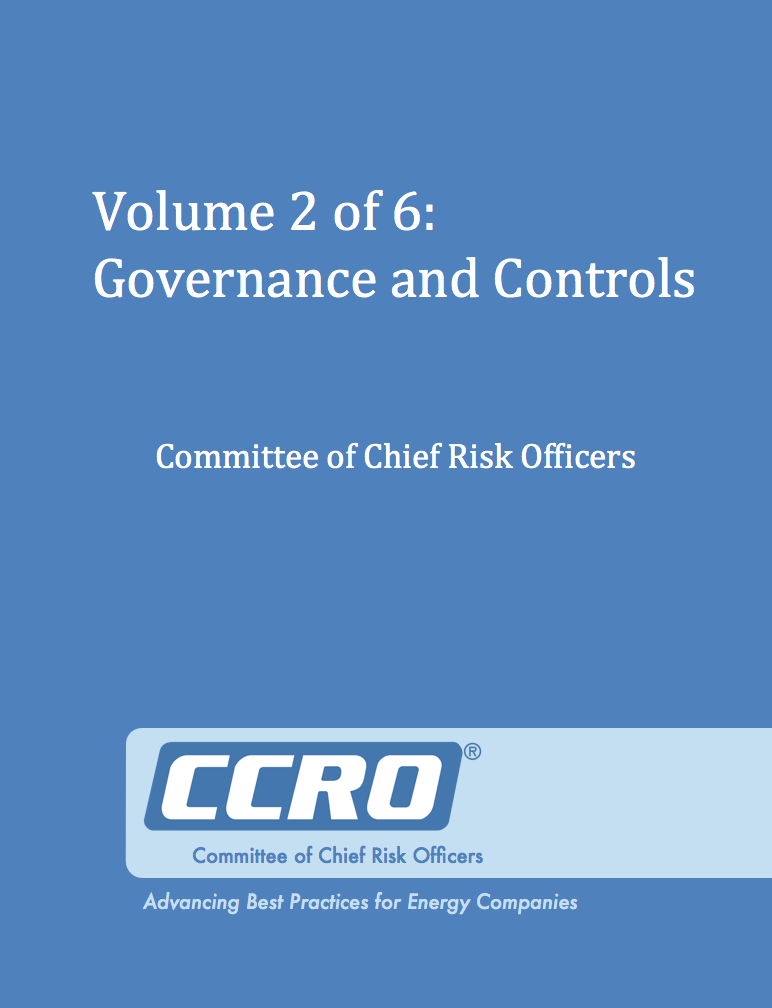 Volume 2 of 6:
Governance and Controls
Committee of Chief Risk Officers
CCRO®
Committee of Chief Risk Officers
Advancing Best Practices for Energy Companies